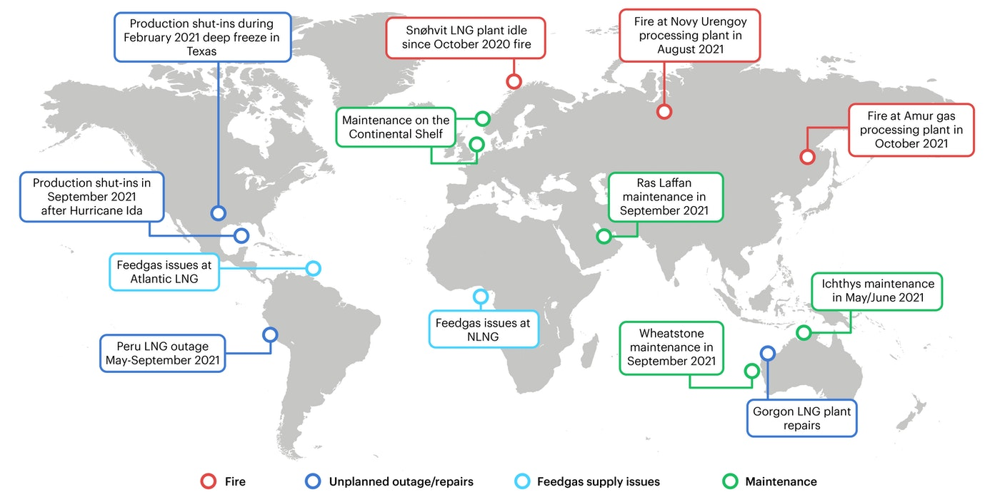 Production shut-ins during
February 2021 deep freeze in
Texas
Snøhvit LNG plant idle
since October 2020 fire
Fire at Novy Urengoy
processing plant in
August 2021
Maintenance on the
Continental Shelf
Fire at Amur gas
processing plant in
October 2021
Production shut-ins in
September 2021
after Hurricane Ida
Ras Laffan
maintenance in
September 2021
Feedgas issues at
Atlantic LNG
Ichthys maintenance
in May/June 2021
Feedgas issues at
NLNG
Wheatstone
maintenance in
September 2021
Peru LNG outage
May-September 2021
Gorgon LNG plant
repairs
Fire
Unplanned outage/repairs
Feedgas supply issues
Maintenance